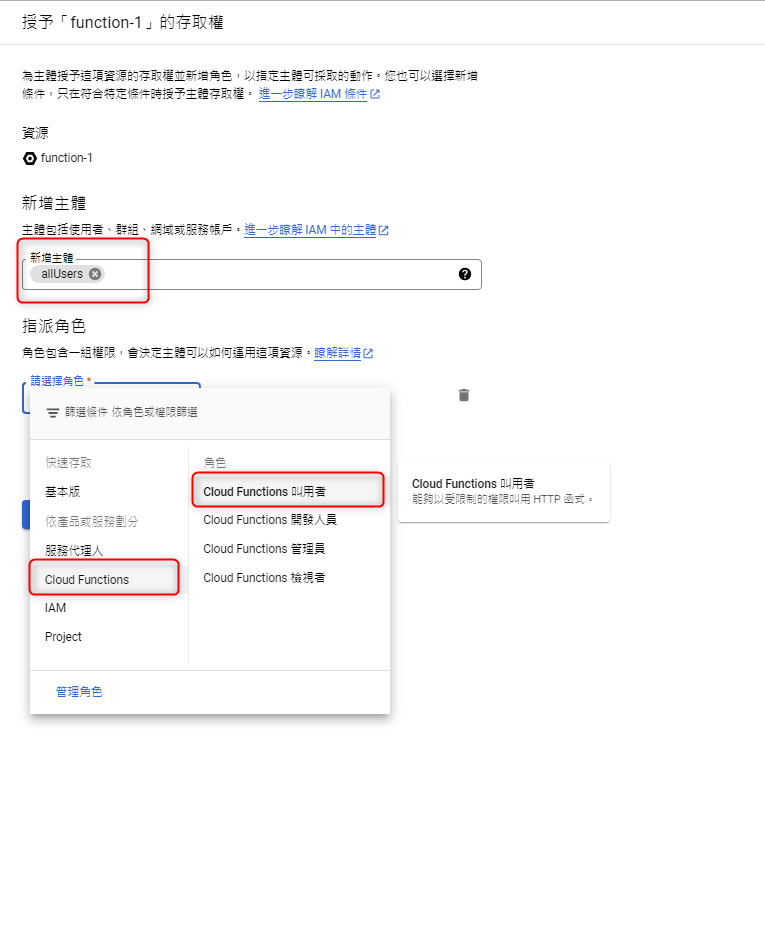 授予「function-1」的存取權
為主體授予這項資源的存取權並新增角色，以指定主體可採取的動作。您也可以選擇新增
條件，只在符合特定條件時授予主體存取權。 進一步瞭解 IAM 條件
資源
function-1
新增主體
主體包括使用者、群組、網域或服務帳戶。進一步瞭解 IAM 中的主體
新增主體
allUsers
指派角色
角色包含一組權限，會決定主體可以如何運用這項資源。瞭解詳情
請選擇角色 *
篩選條件 依角色或權限篩選
快速存取
基本版
依產品或服務劃分
服務代理人
Cloud Functions
IAM
Project
角色
Cloud Functions 叫用者
Cloud Functions 開發人員
Cloud Functions 管理員
Cloud Functions 檢視者
Cloud Functions 叫用者
能夠以受限制的權限叫用 HTTP 函式。
管理角色